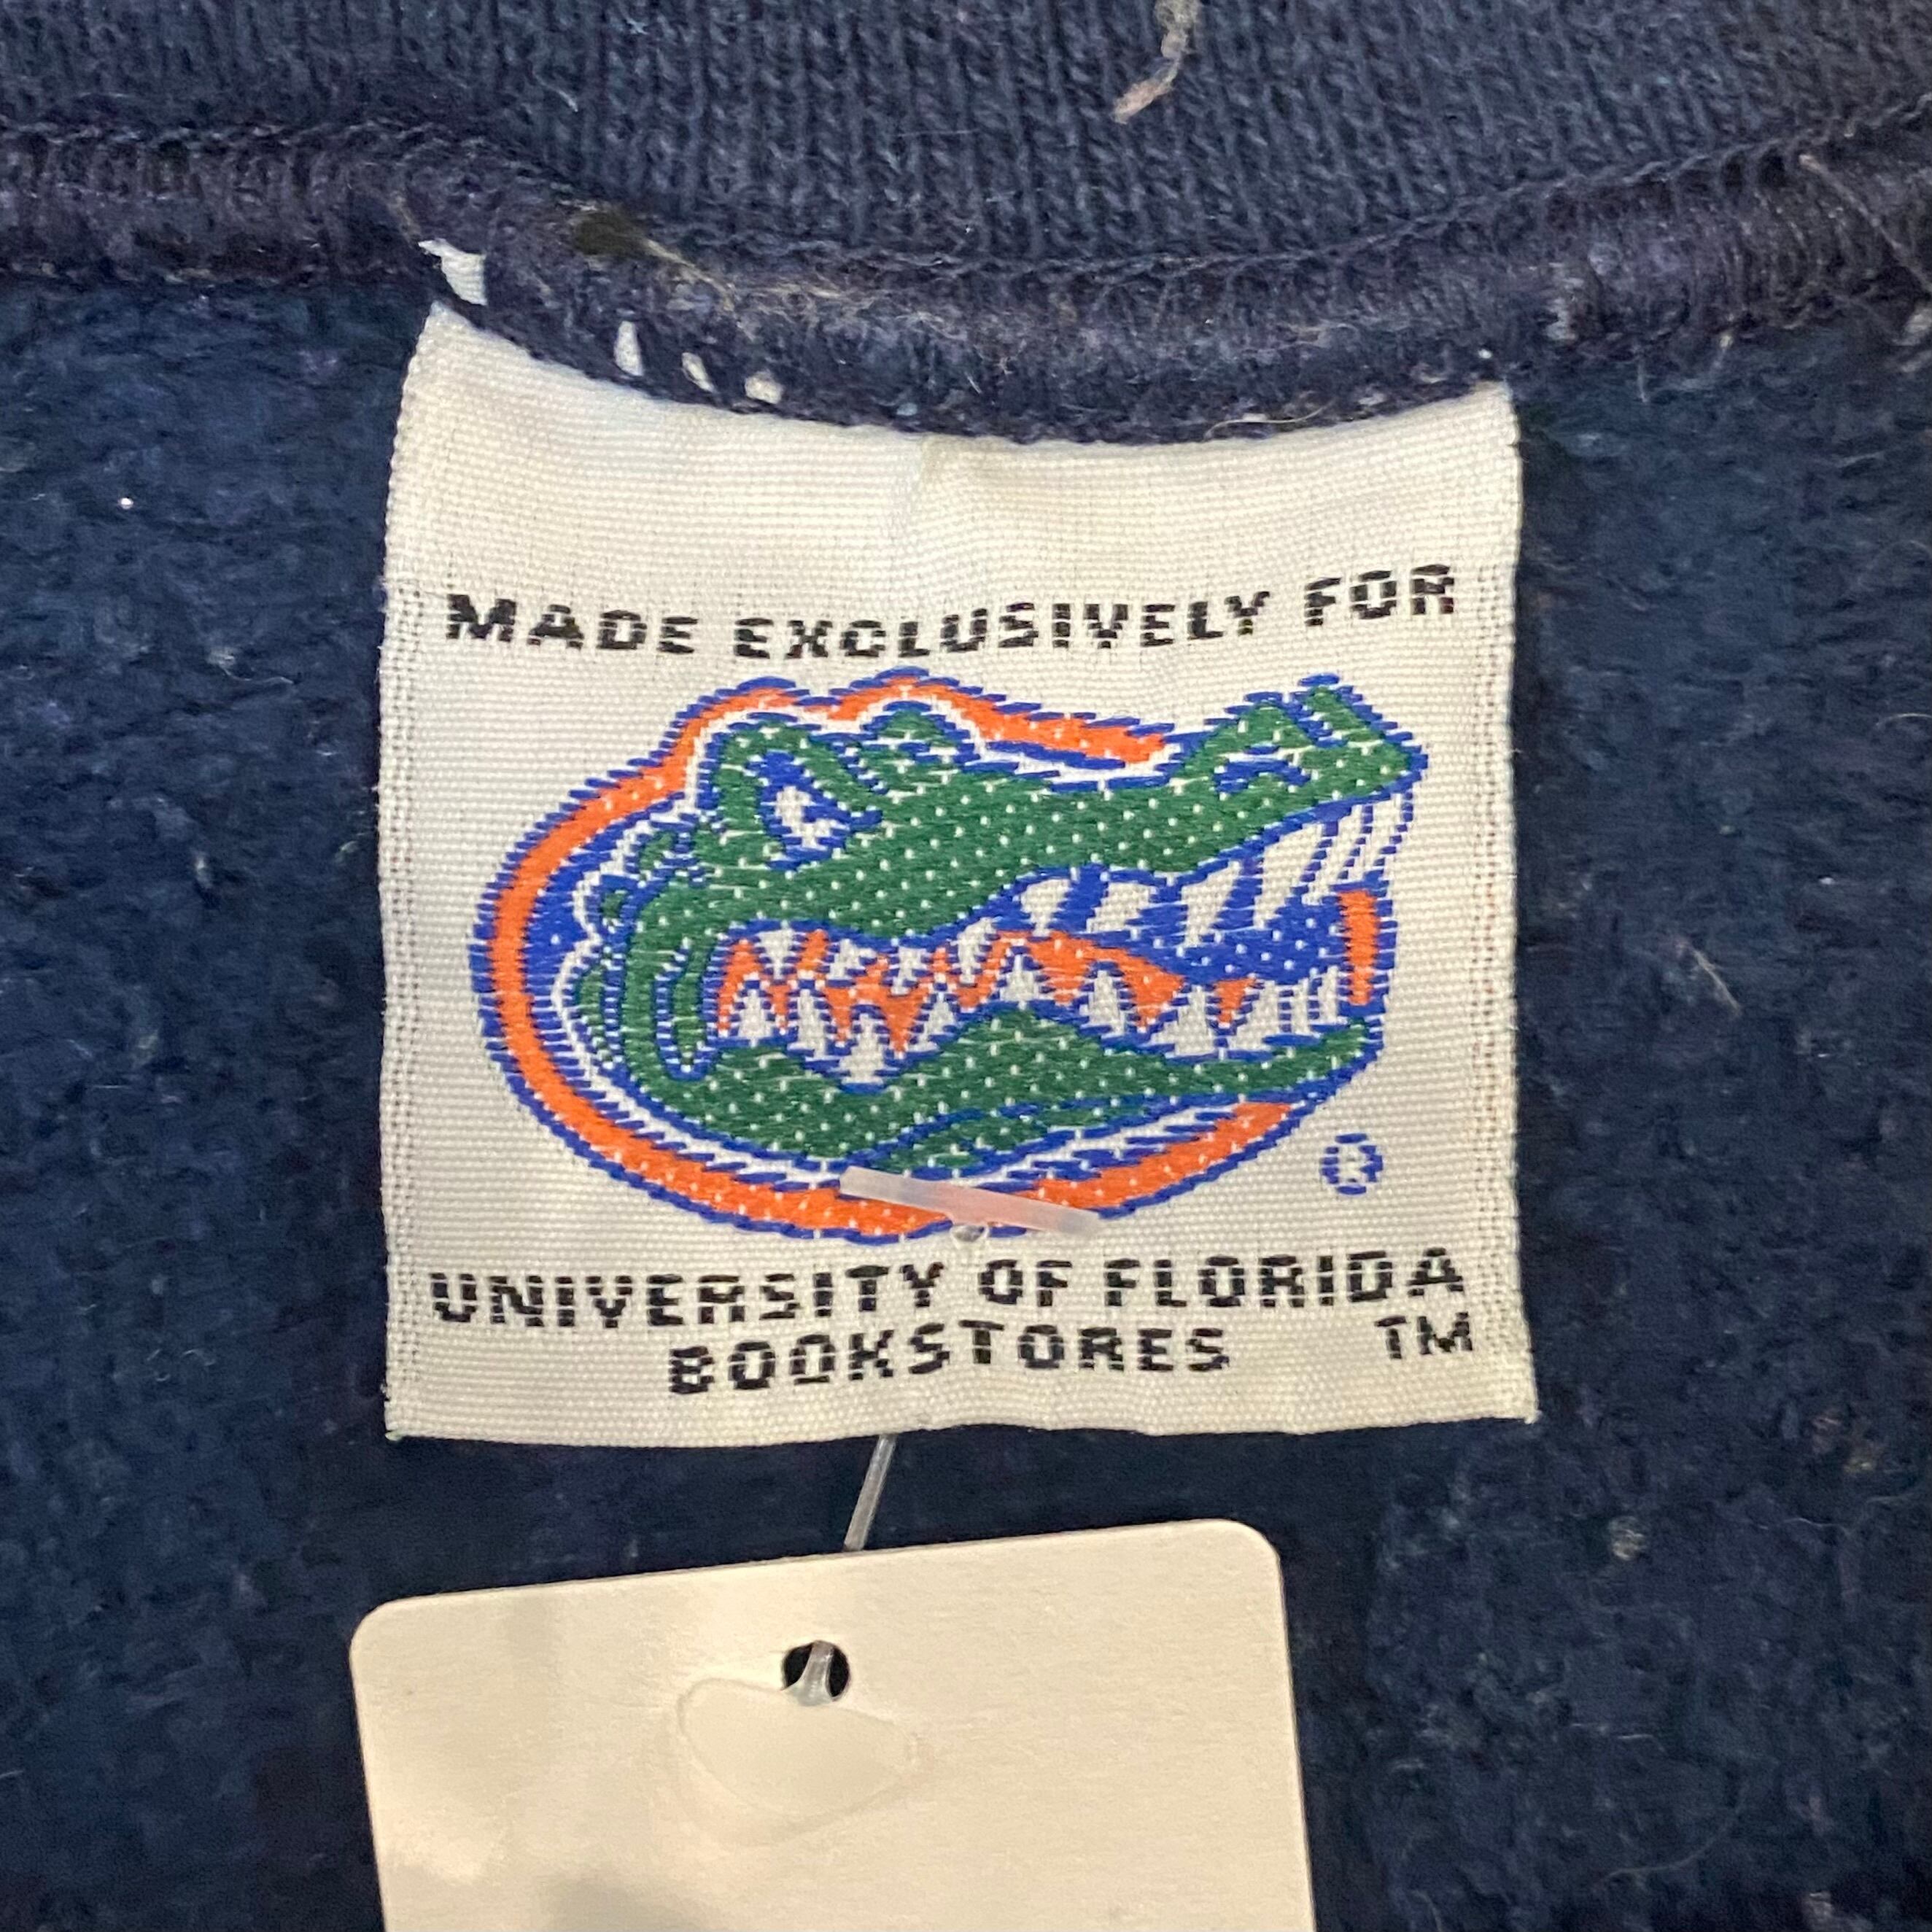 MADE EXCLUSIVELY FOR
®
UNIVERSITY OF FLORIDA
BOOKSTORES TM